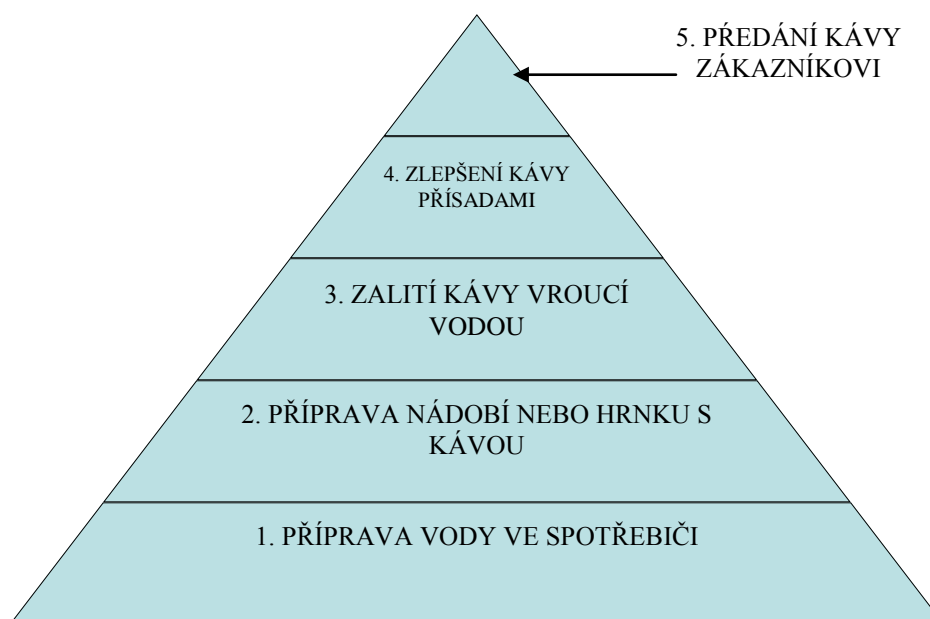 5. PŘEDÁNÍ KÁVY
ZÁKAZNÍKOVI
4. ZLEPŠENÍ KÁVY
PŘÍSADAMI
3. ZALITÍ KÁVY VROUCÍ
VODOU
2. PŘÍPRAVA NÁDOBÍ NEBO HRNKU S
KÁVOU
1. PŘÍPRAVA VODY VE SPOTŘEBIČI